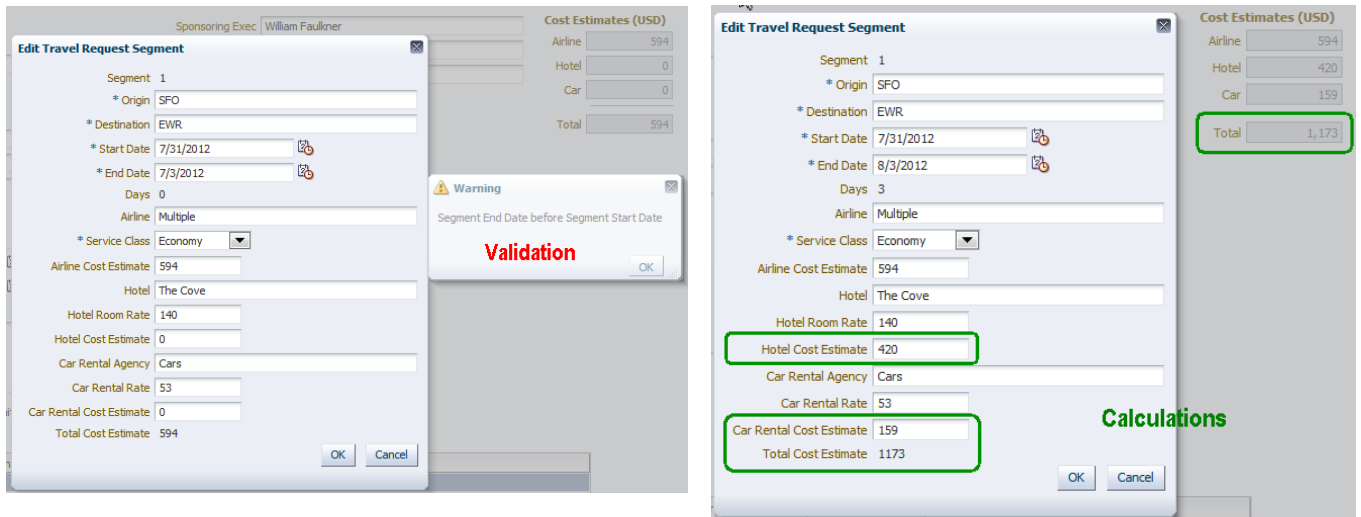 Sponsoring Exec William Faulkner
Cost Estimates (USD)
Airline 594
Hotel 0
Car 0
Total 594
Edit Travel Request Segment
Segment 1
* Origin SFO
* Destination EWR
* Start Date 7/31/2012
* End Date 7/3/2012
Days 0
Airline Multiple
* Service Class Economy
Airline Cost Estimate 594
Hotel The Cove
Hotel Room Rate 140
Hotel Cost Estimate 0
Car Rental Agency Cars
Car Rental Rate 53
Car Rental Cost Estimate 0
Total Cost Estimate 594
OK Cancel
Warning
Segment End Date before Segment Start Date
Validation
OK
Edit Travel Request Segment
Segment 1
* Origin SFO
* Destination EWR
* Start Date 7/31/2012
* End Date 8/3/2012
Days 3
Airline Multiple
* Service Class Economy
Airline Cost Estimate 594
Hotel The Cove
Hotel Room Rate 140
Hotel Cost Estimate 420
Car Rental Agency Cars
Car Rental Rate 53
Car Rental Cost Estimate 159
Total Cost Estimate 1173
OK Cancel
Cost Estimates (USD)
Airline 594
Hotel 420
Car 159
Total 1,173
Calculations